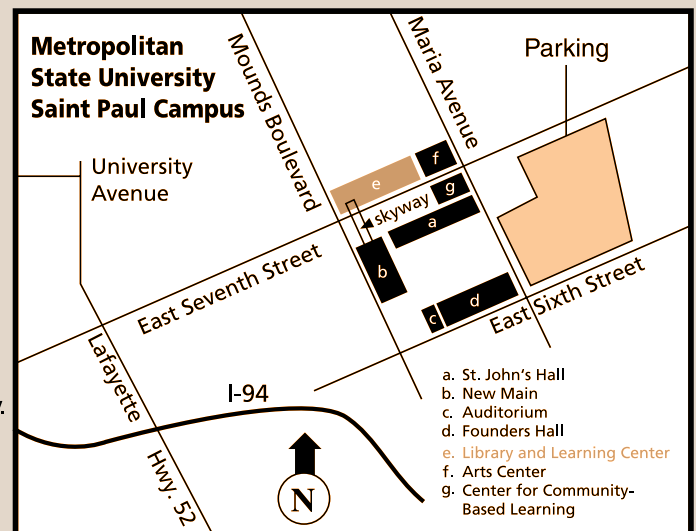 Metropolitan
State University
Saint Paul Campus
Mounds Boulevard
Maria Avenue
Parking
University
Avenue
f
e
g
skyway
a
b
East Seventh Street
d
c
East Sixth Street
Lafayette
Hwy. 52
I-94
N
a. St. John's Hall
b. New Main
c. Auditorium
d. Founders Hall
e. Library and Learning Center
f. Arts Center
g. Center for Community-
Based Learning